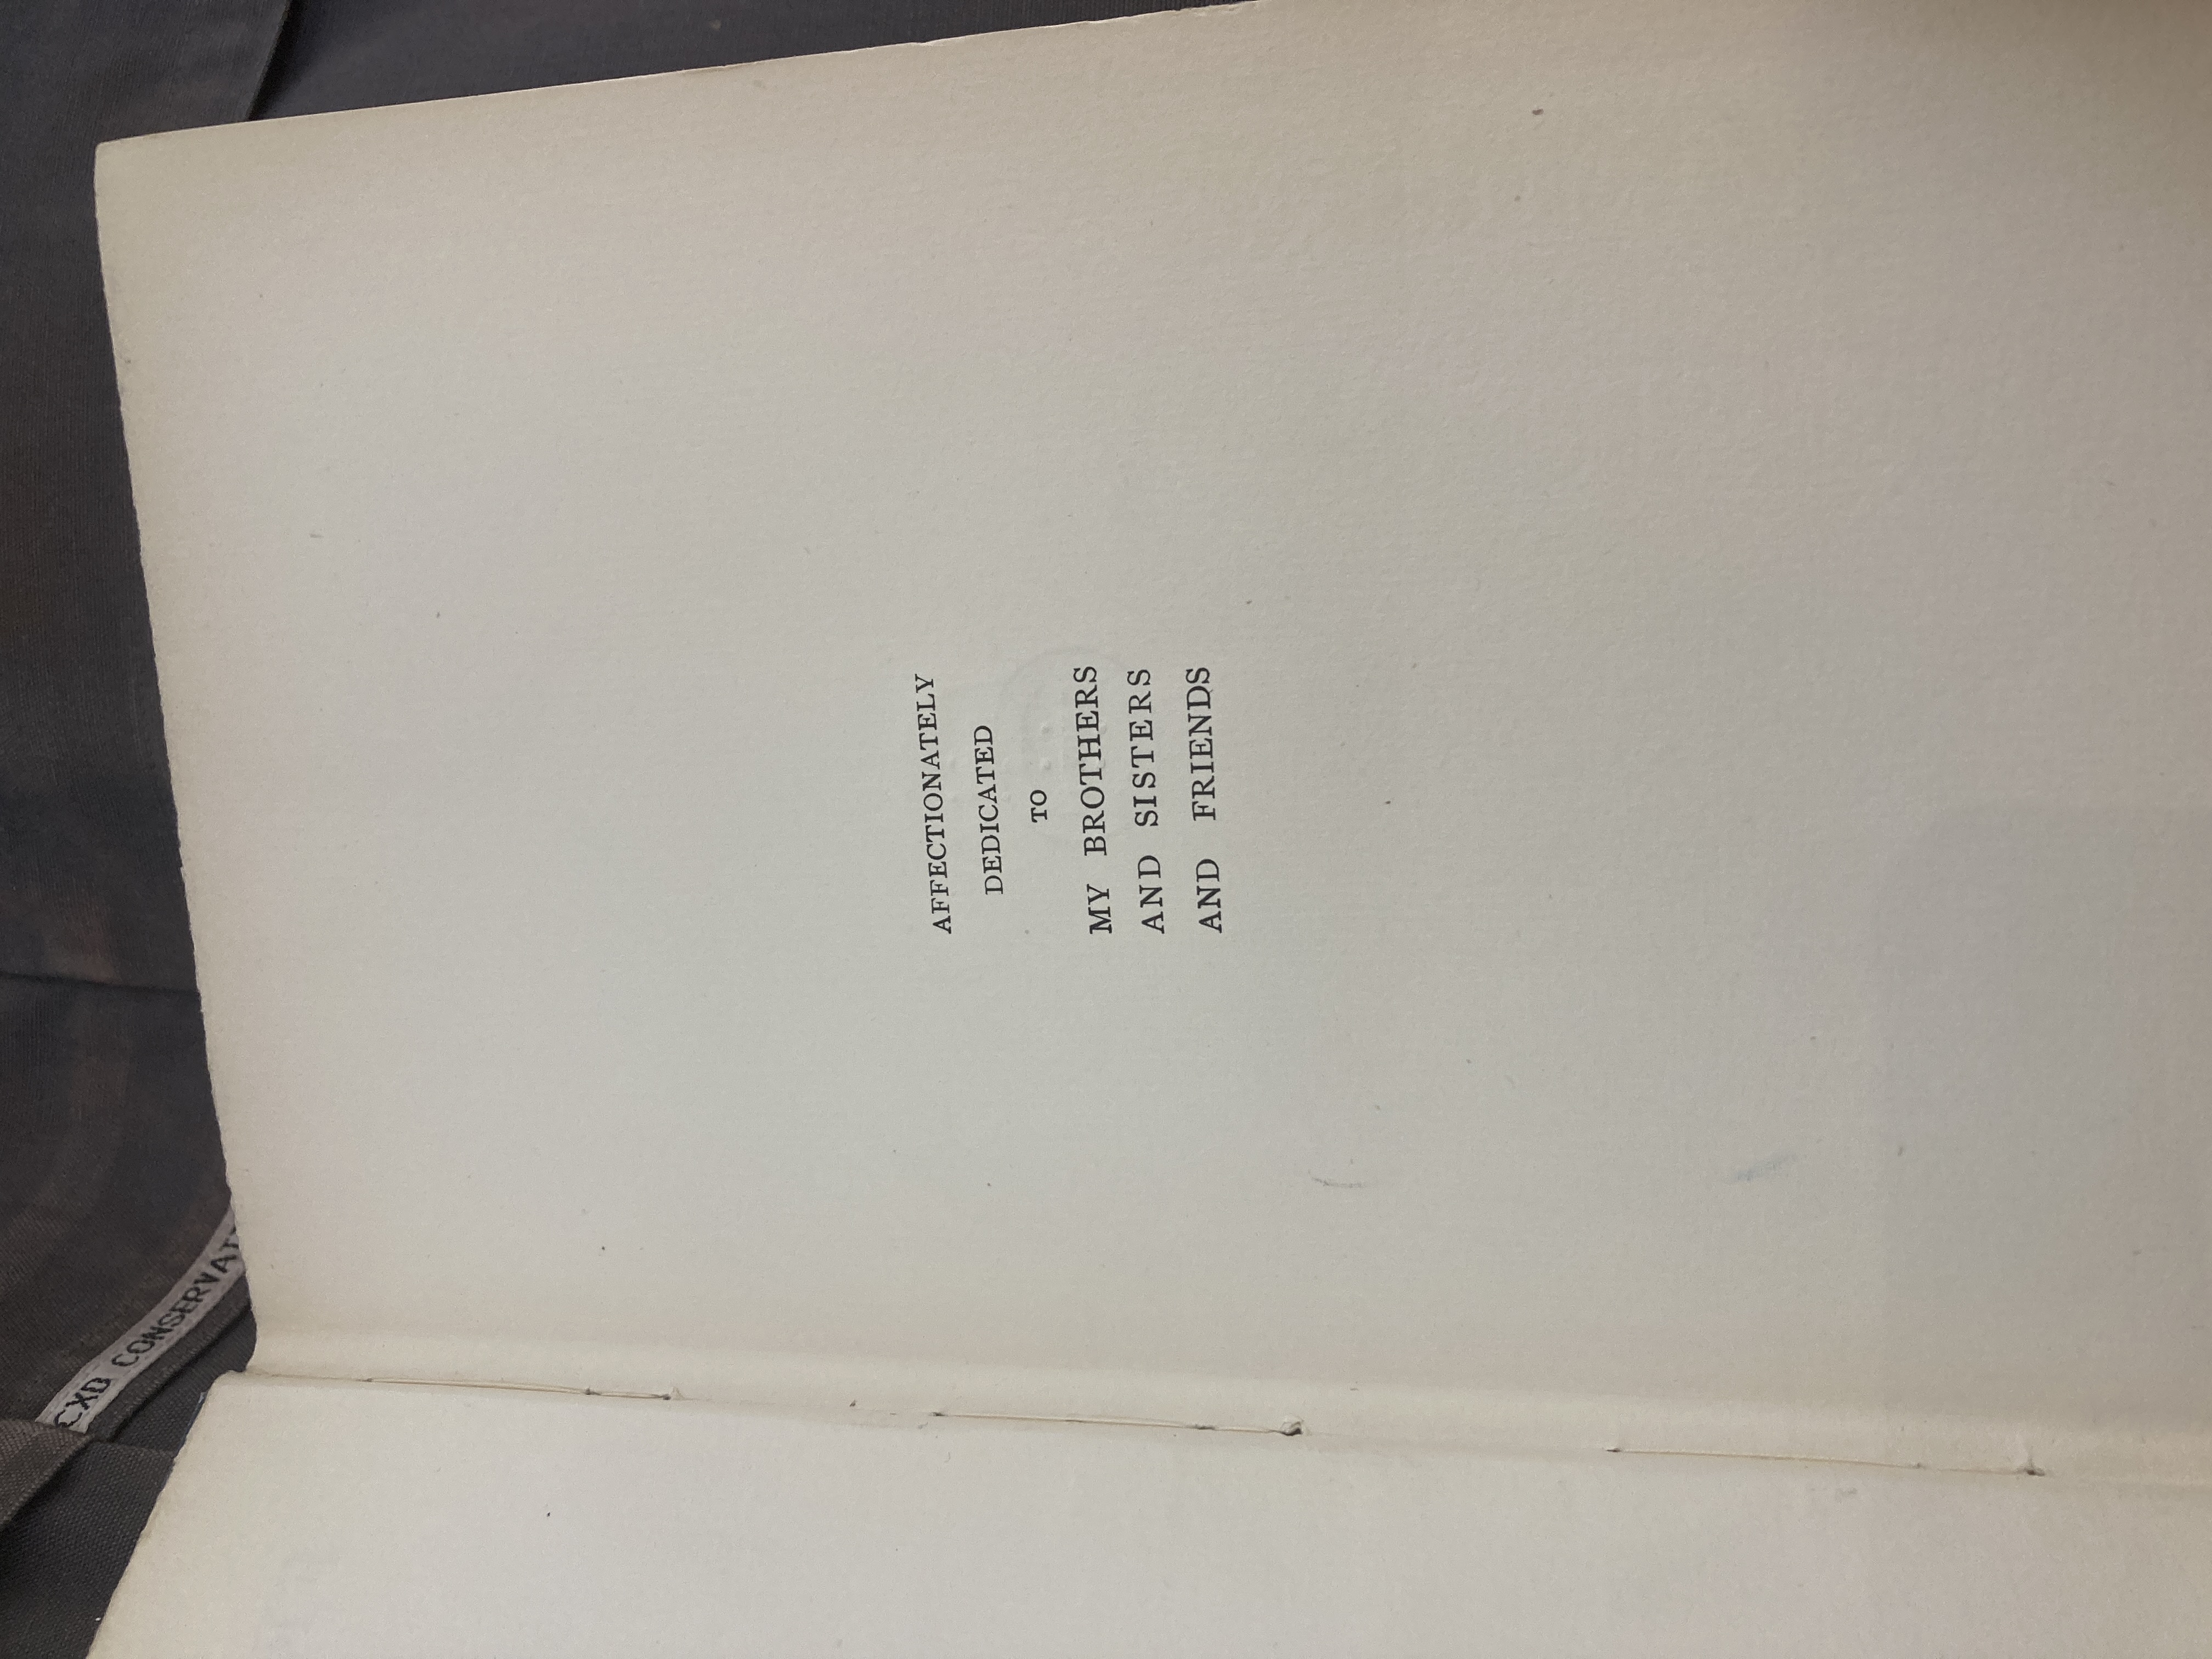 AFFECTIONATELY
DEDICATED
TO
MY BROTHERS
AND SISTERS
AND FRIENDS
CXD CONSERVAT